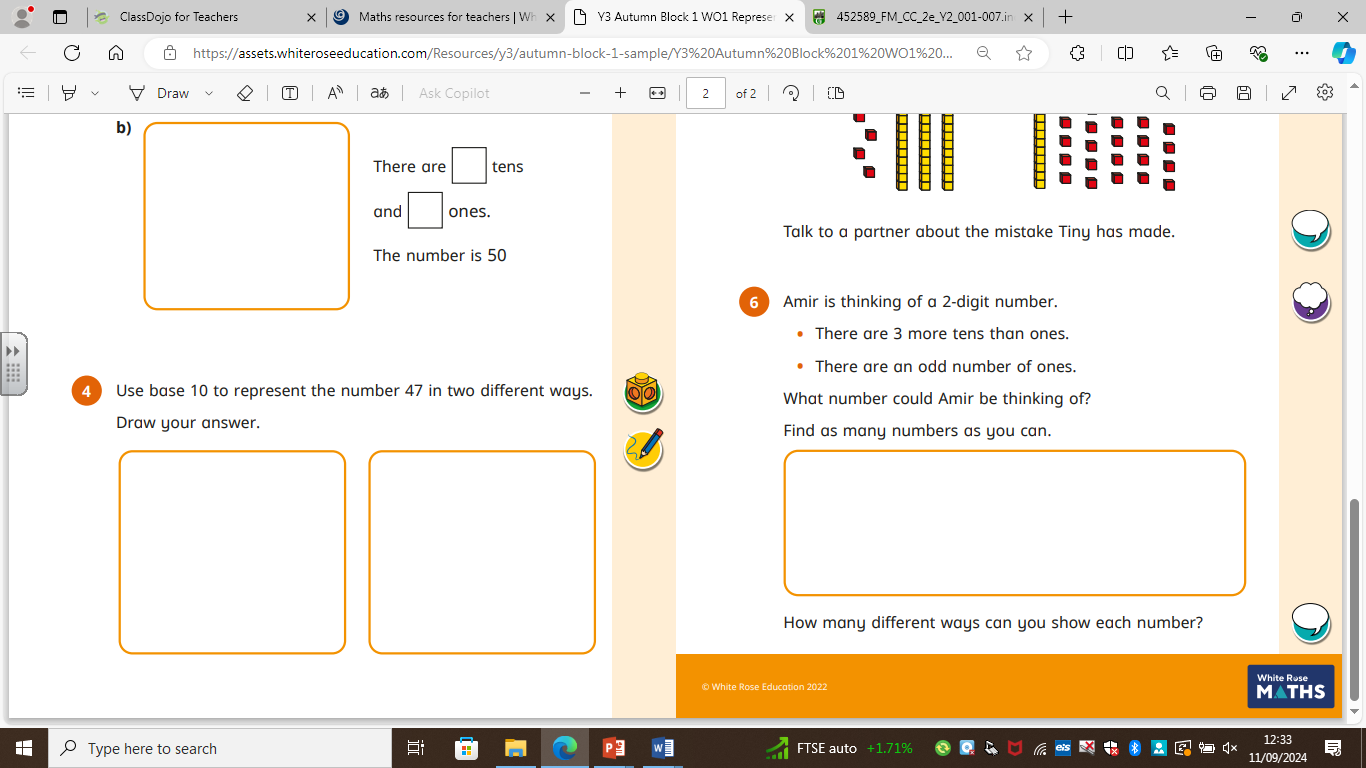 ClassDojo for Teachers
Maths resources for teachers | Wh
Y3 Autumn Block 1 WO1 Represe
452589_FM_CC_2e_Y2_001-007.in
https://assets.whiteroseeducation.com/Resources/y3/autumn-block-1-sample/Y3%20Autumn%20Block%201%20WO1%20...
Draw
Ask Copilot
2 of 2
b)
There are tens
and ones.
The number is 50
4 Use base 10 to represent the number 47 in two different ways.
Draw your answer.
Talk to a partner about the mistake Tiny has made.
6 Amir is thinking of a 2-digit number.
• There are 3 more tens than ones.
• There are an odd number of ones.
What number could Amir be thinking of?
Find as many numbers as you can.
How many different ways can you show each number?
© White Rose Education 2022
White Rose
MATHS
Type here to search
FTSE auto +1.71%
12:33
11/09/2024